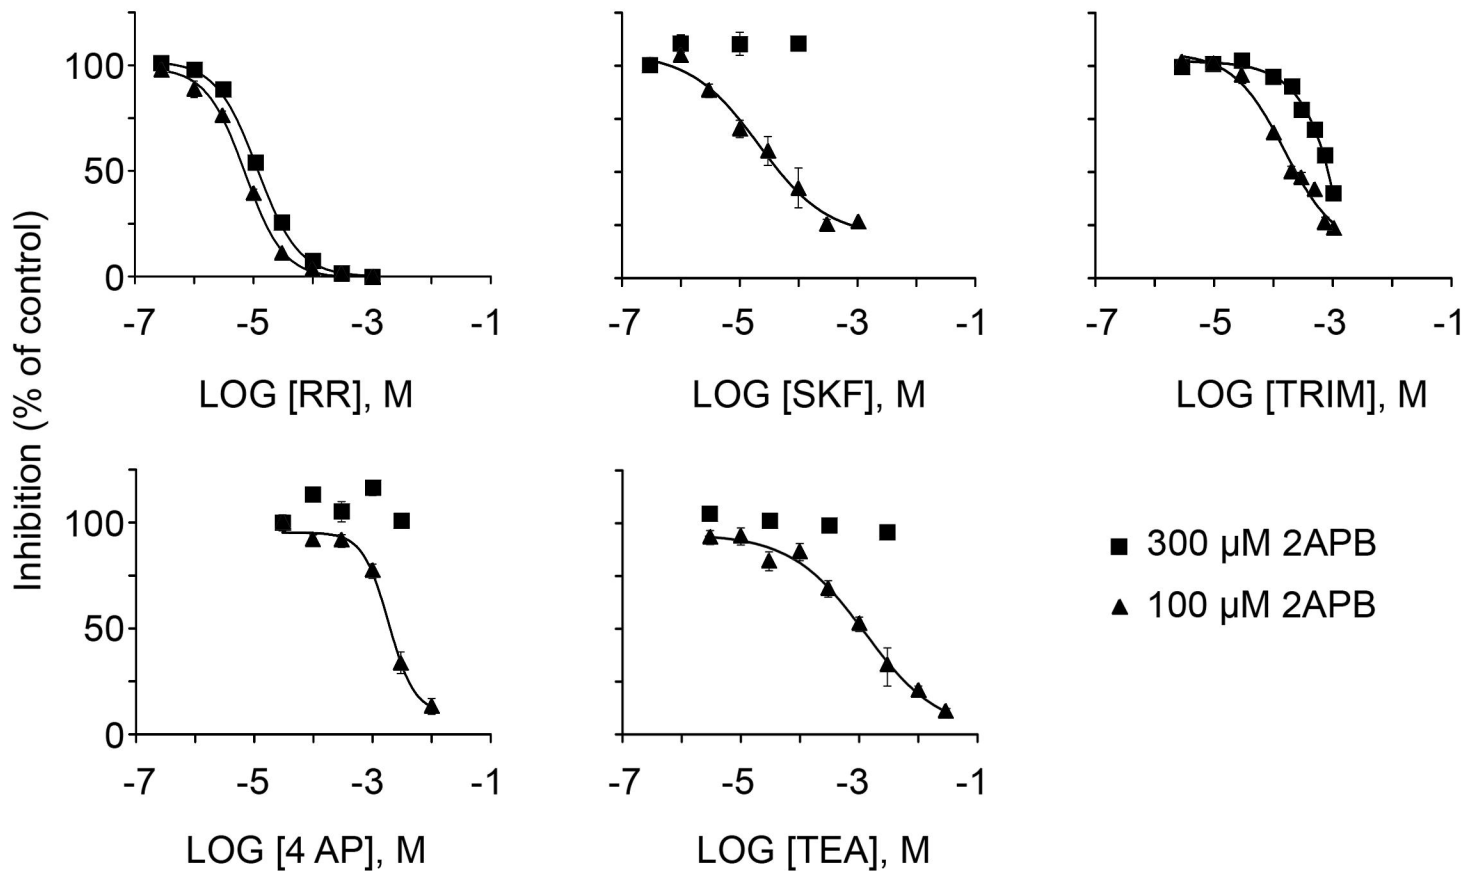 Inhibition (% of control)
100
50
0
-7 -5 -3 -1
LOG [RR], M
-7 -5 -3 -1
LOG [SKF], M
-7 -5 -3 -1
LOG [TRIM], M
100
50
0
-7 -5 -3 -1
LOG [4 AP], M
-7 -5 -3 -1
LOG [TEA], M
300 µM 2APB
100 µM 2APB